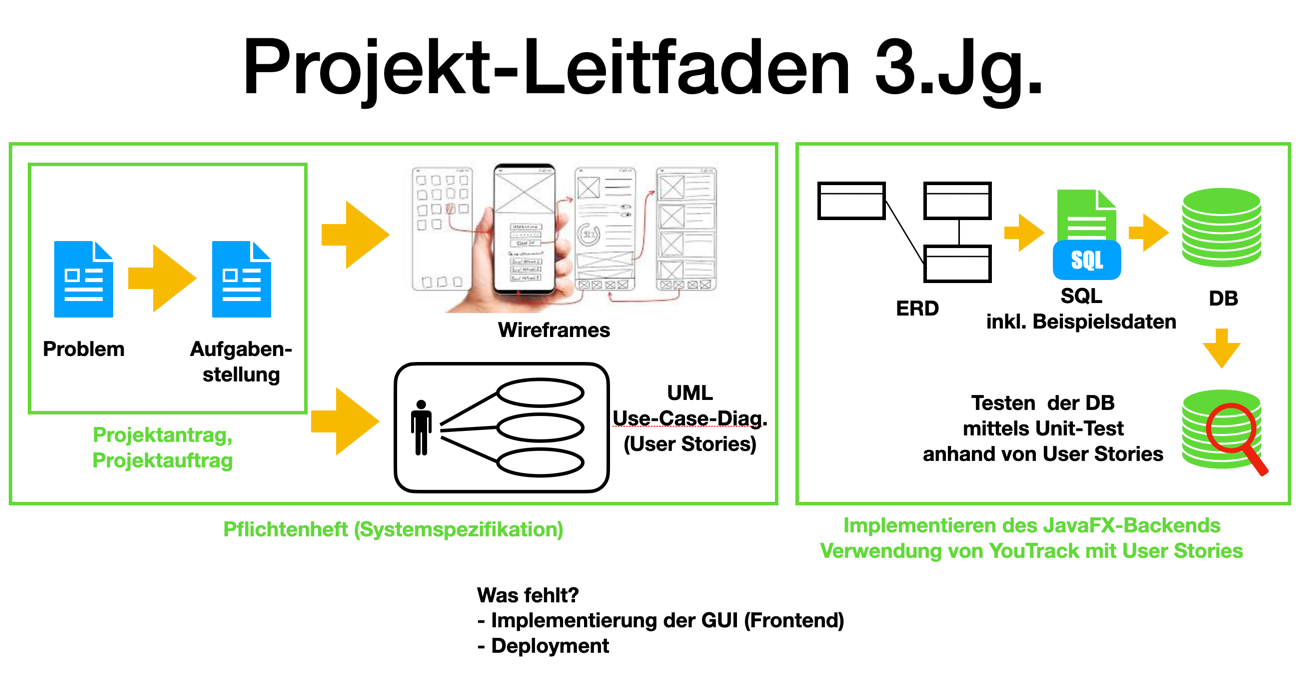 Projekt-Leitfaden 3.Jg.
Problem
Aufgaben-
stellung
Projektantrag,
Projektauftrag
Wireframes
UML
Use-Case-Diag.
(User Stories)
Pflichtenheft (Systemspezifikation)
ERD
SQL
SQL
inkl. Beispielsdaten
DB
Testen der DB
mittels Unit-Test
anhand von User Stories
Implementieren des JavaFX-Backends
Verwendung von YouTrack mit User Stories
Was fehlt?
- Implementierung der GUI (Frontend)
- Deployment